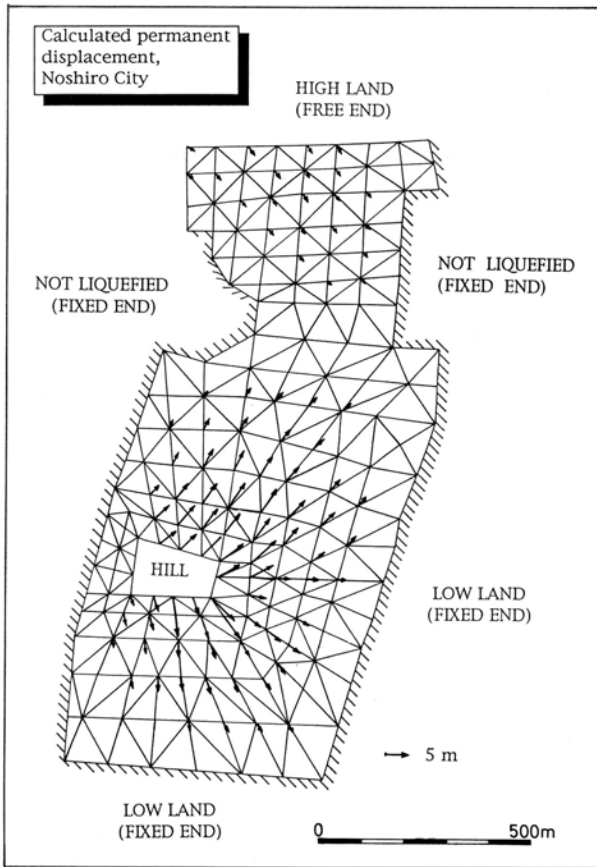 Calculated permanent
displacement,
Noshiro City
HIGH LAND
(FREE END)
NOT LIQUEFIED
(FIXED END)
NOT LIQUEFIED
(FIXED END)
HILL
LOW LAND
(FIXED END)
5 m
LOW LAND
(FIXED END)
0 500m